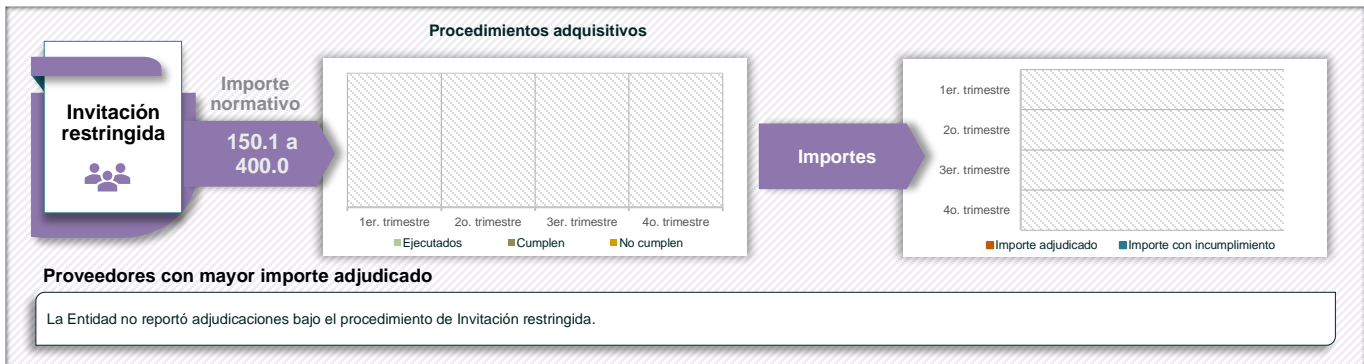 Procedimientos adquisitivos
Invitación
restringida
Importe
normativo
150.1 a
400.0
1er. trimestre 2o. trimestre 3er. trimestre 4o. trimestre
Ejecutados Cumplen No cumplen
Importes
1er. trimestre
2o. trimestre
3er. trimestre
4o. trimestre
Importe adjudicado Importe con incumplimiento
Proveedores con mayor importe adjudicado
La Entidad no reportó adjudicaciones bajo el procedimiento de Invitación restringida.